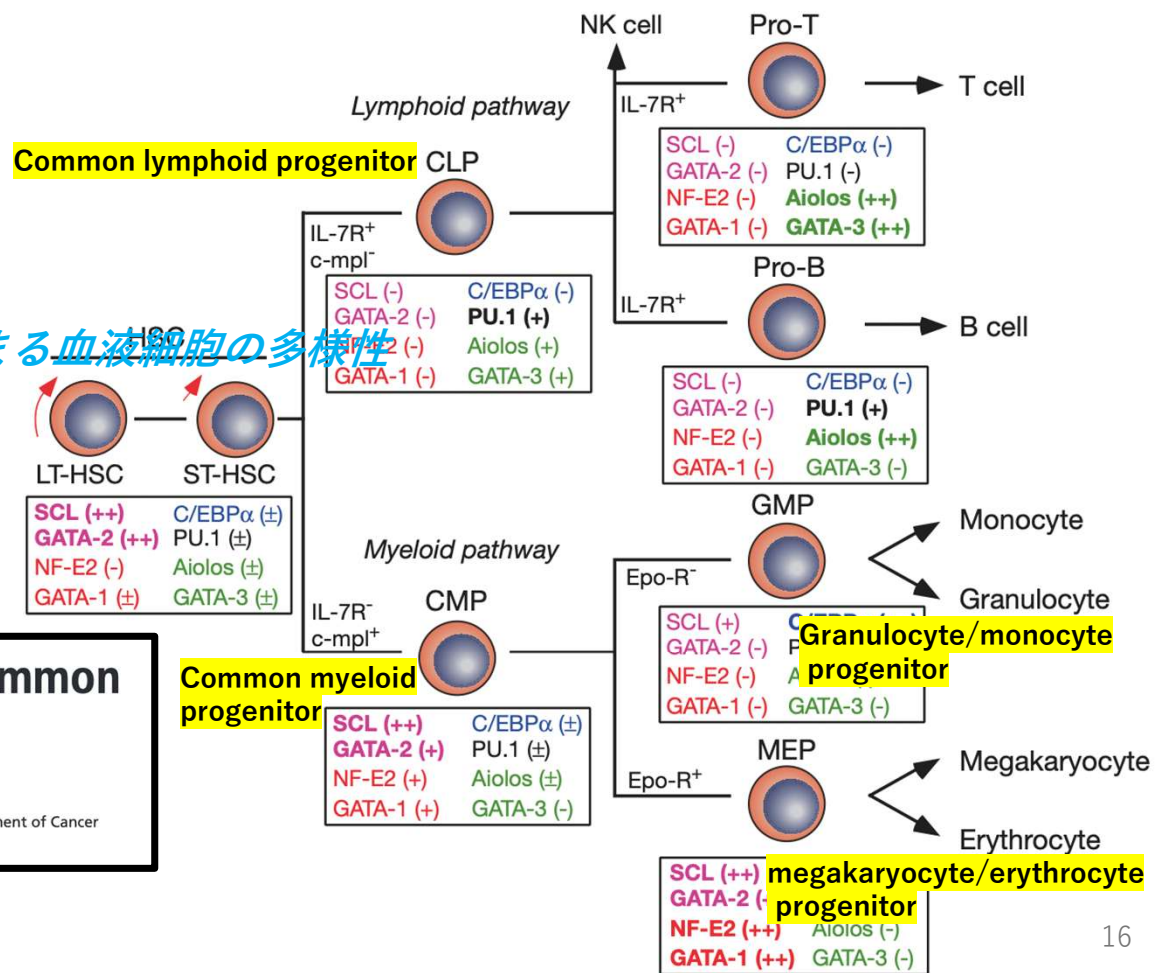 NK cell
Pro-T
IL-7R⁺
T cell
Lymphoid pathway
SCL (-) C/EBPα (-)
GATA-2 (-) PU.1 (-)
NF-E2 (-) Aiolos (++)
GATA-1 (-) GATA-3 (++)
Common lymphoid progenitor CLP
IL-7R⁺
c-mpl⁻
SCL (-) C/EBPα (-)
GATA-2 (-) PU.1 (+)
(-) Aiolos (+)
GATA-1 (-) GATA-3 (+)
Pro-B
IL-7R⁺
B cell
SCL (-) C/EBPα (-)
GATA-2 (-) PU.1 (+)
NF-E2 (-) Aiolos (++)
GATA-1 (-) GATA-3 (-)
る血液細胞の多様性
HSC
LT-HSC ST-HSC
SCL (++) C/EBPα (±)
GATA-2 (++) PU.1 (±)
NF-E2 (-) Aiolos (±)
GATA-1 (±) GATA-3 (±)
Myeloid pathway
IL-7R⁻
c-mpl⁺
CMP
Common myeloid
progenitor
SCL (++) C/EBPα (±)
GATA-2 (+) PU.1 (±)
NF-E2 (+) Aiolos (±)
GATA-1 (+) GATA-3 (-)
GMP
Epo-R⁻
Monocyte
Granulocyte
SCL (+)
GATA-2 (-)
NF-E2 (-)
GATA-1 (-) GATA-3 (-)
Granulocyte/monocyte
progenitor
MEP
Epo-R⁺
Megakaryocyte
Erythrocyte
SCL (++)
GATA-2
NF-E2 (++) Aiolos (-)
GATA-1 (++) GATA-3 (-)
megakaryocyte/erythrocyte
progenitor
of Cancer
16